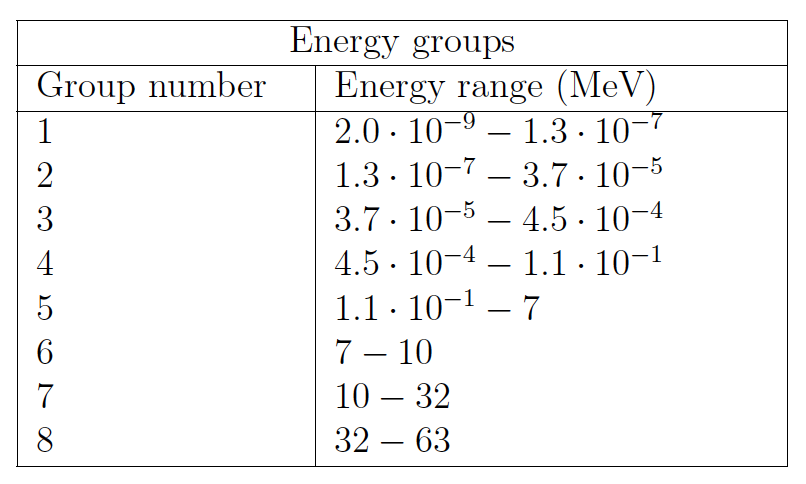 Energy groups
Group number Energy range (MeV)
1 2.0 · 10⁻⁹ – 1.3 · 10⁻⁷
2 1.3 · 10⁻⁷ – 3.7 · 10⁻⁵
3 3.7 · 10⁻⁵ – 4.5 · 10⁻⁴
4 4.5 · 10⁻⁴ – 1.1 · 10⁻¹
5 1.1 · 10⁻¹ – 7
6 7 – 10
7 10 – 32
8 32 – 63